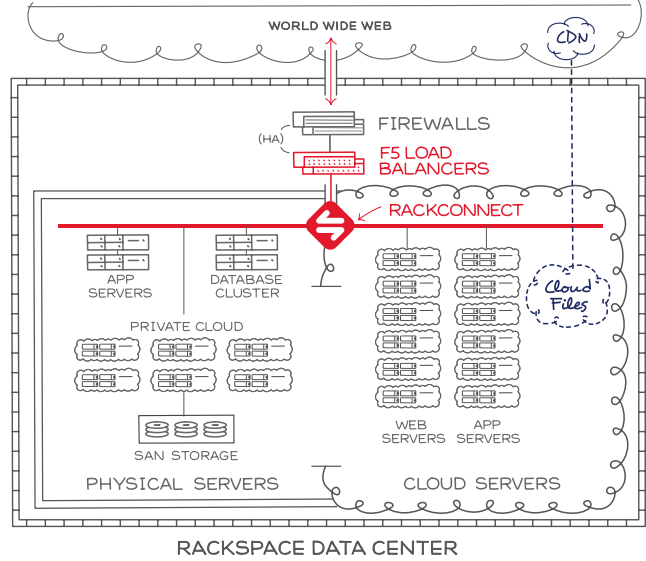 WORLD WIDE WEB
CDN
FIREWALLS
(HA)
F5 LOAD
BALANCERS
RACKCONNECT
APP
SERVERS
DATABASE
CLUSTER
Cloud
Files
PRIVATE CLOUD
WEB
SERVERS
APP
SERVERS
SAN STORAGE
PHYSICAL SERVERS
CLOUD SERVERS
RACKSPACE DATA CENTER